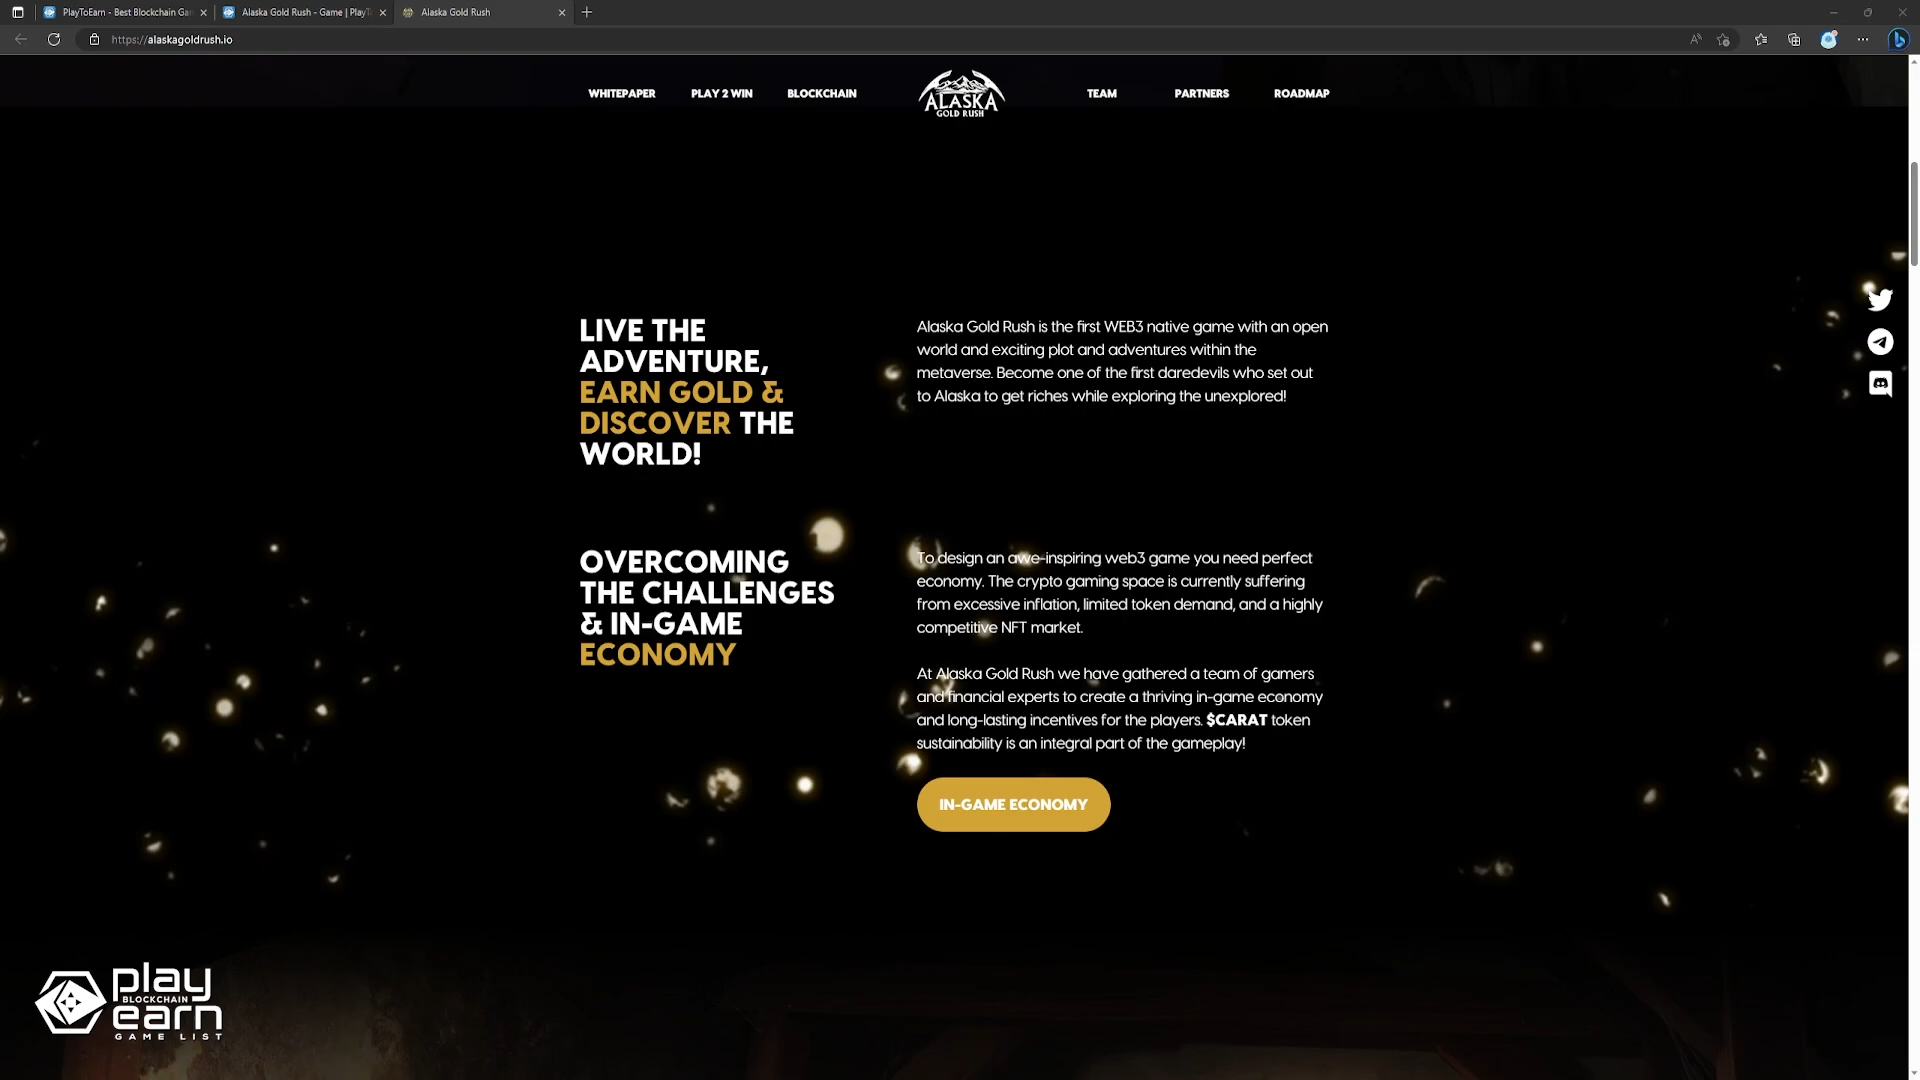 PlayToEarn - Best Blockchain Ga
Alaska Gold Rush - Game | PlayT
Alaska Gold Rush
https://alaskagoldrush.io
WHITEPAPER
PLAY 2 WIN
BLOCKCHAIN
ALASKA
GOLD RUSH
TEAM
PARTNERS
ROADMAP
LIVE THE
ADVENTURE,
EARN GOLD &
DISCOVER THE
WORLD!
Alaska Gold Rush is the first WEB3 native game with an open
world and exciting plot and adventures within the
metaverse. Become one of the first daredevils who set out
to Alaska to get riches while exploring the unexplored!
OVERCOMING
THE CHALLENGES
& IN-GAME
ECONOMY
To design an awe-inspiring web3 game you need perfect
economy. The crypto gaming space is currently suffering
from excessive inflation, limited token demand, and a highly
competitive NFT market.
At Alaska Gold Rush we have gathered a team of gamers
and financial experts to create a thriving in-game economy
and long-lasting incentives for the players. $CARAT token
sustainability is an integral part of the gameplay!
IN-GAME ECONOMY
play
BLOCKCHAIN
earn
GAME LIST